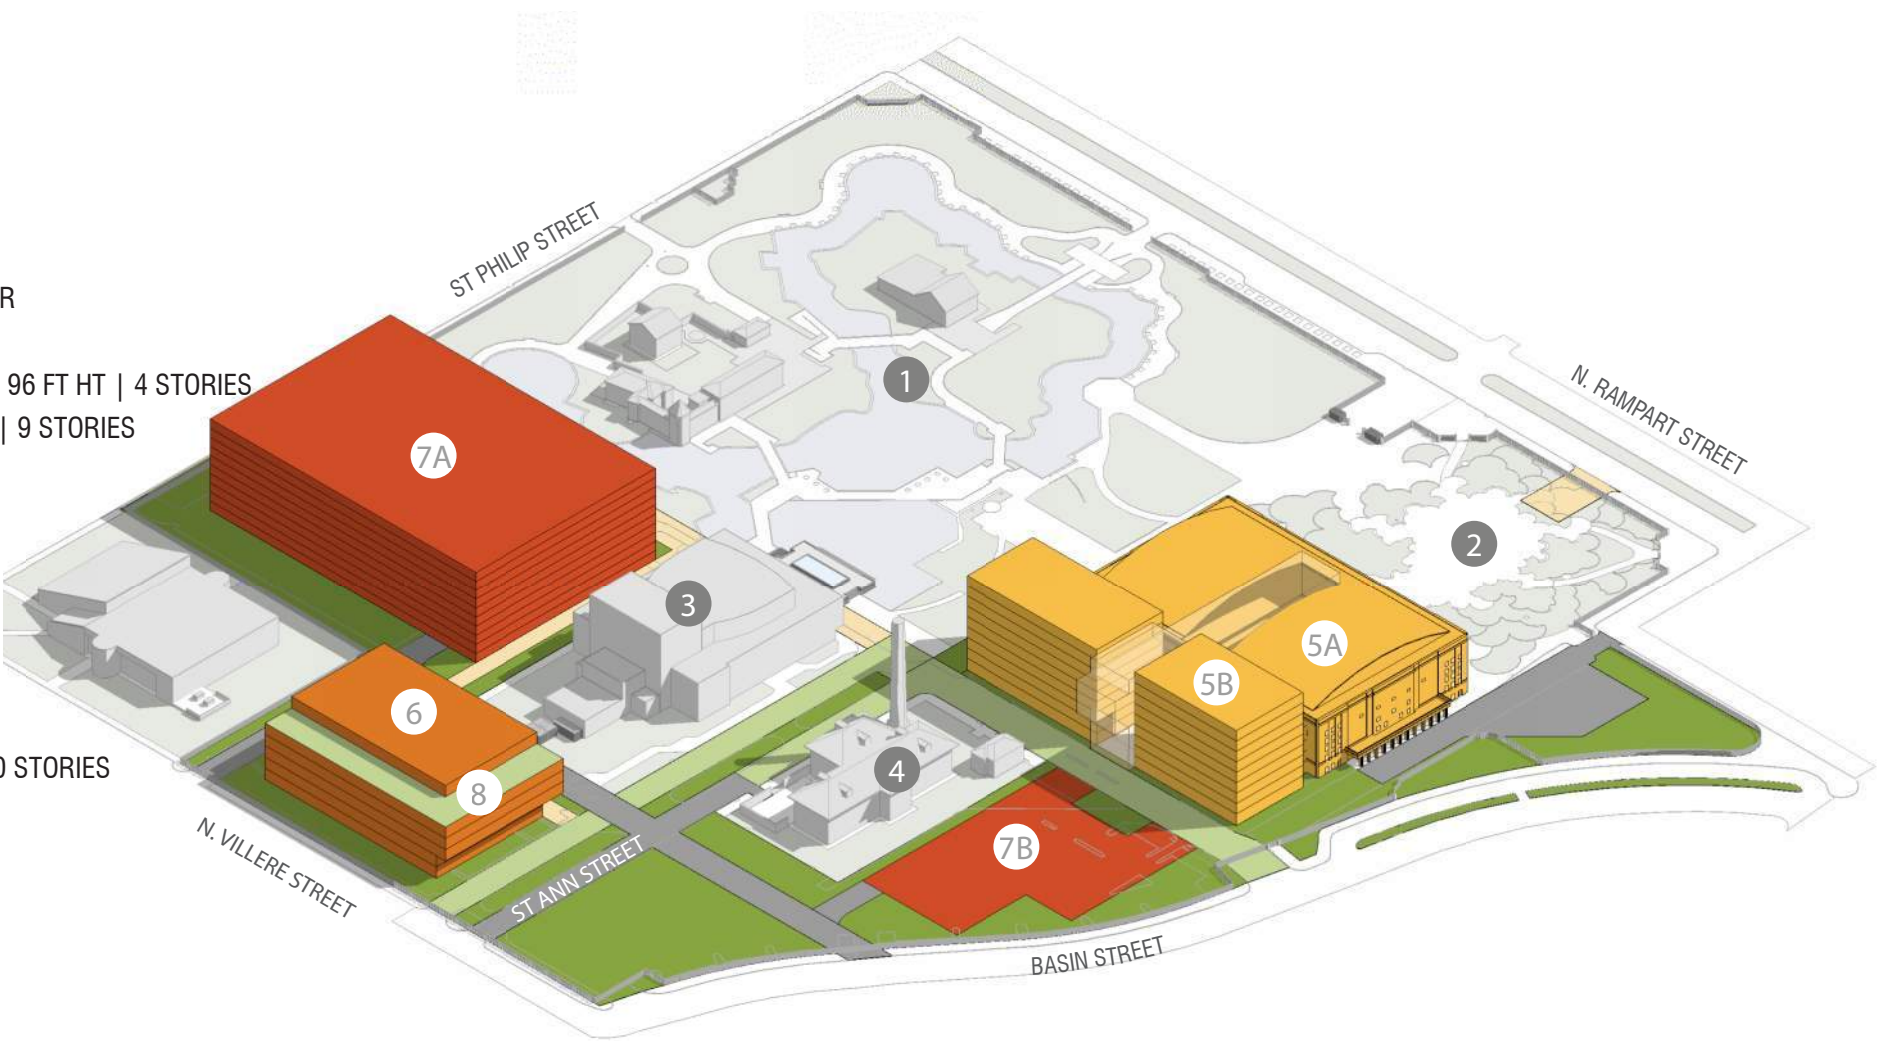 ST PHILIP STREET
R
96 FT HT | 4 STORIES
| 9 STORIES
1
N. RAMPART STREET
7A
2
3
5A
5B
6
4
0 STORIES
8
N. VILLERE STREET
7B
ST ANN STREET
BASIN STREET